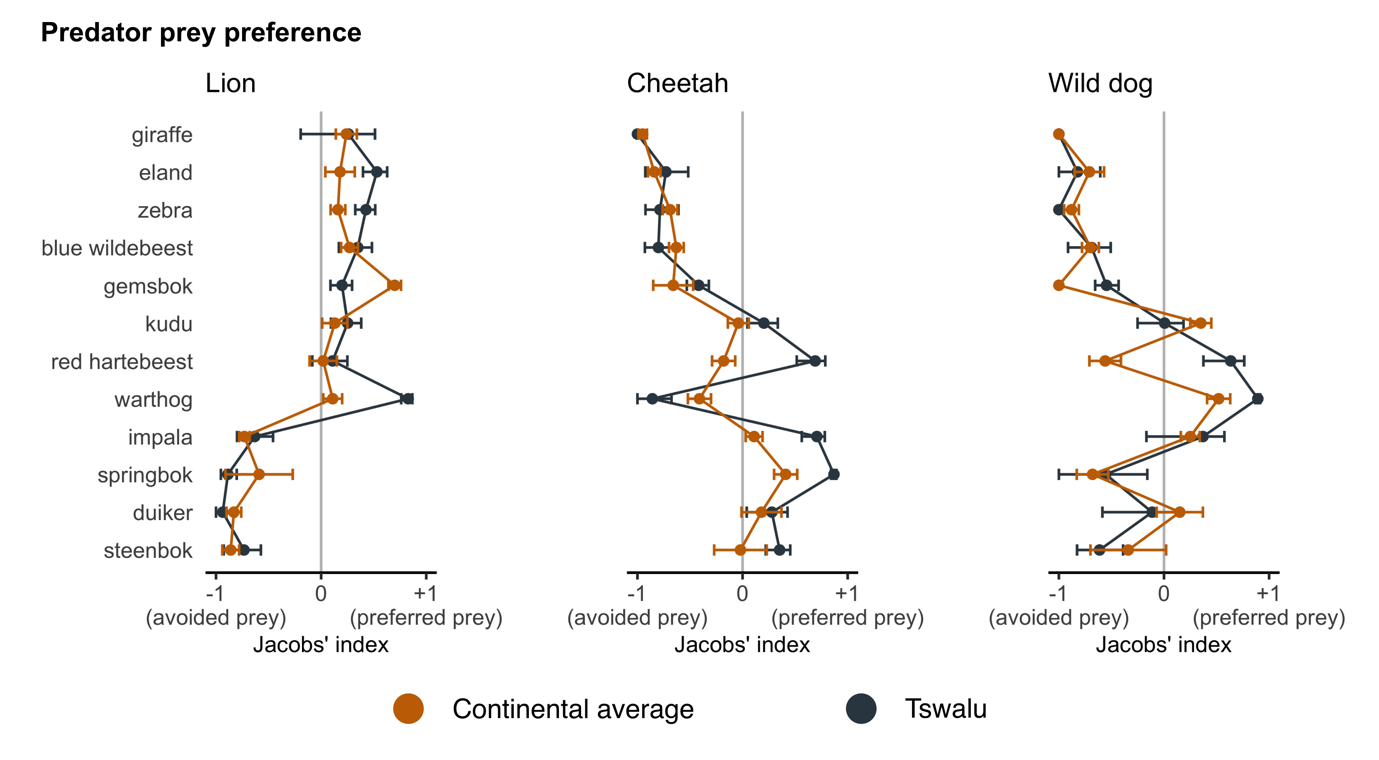 Predator prey preference
Lion
Cheetah
Wild dog
giraffe
eland
zebra
blue wildebeest
gemsbok
kudu
red hartebeest
warthog
impala
springbok
duiker
steenbok
-1 0 +1
(avoided prey) (preferred prey)
Jacobs' index
-1 0 +1
(avoided prey) (preferred prey)
Jacobs' index
-1 0 +1
(avoided prey) (preferred prey)
Jacobs' index
Continental average
Tswalu